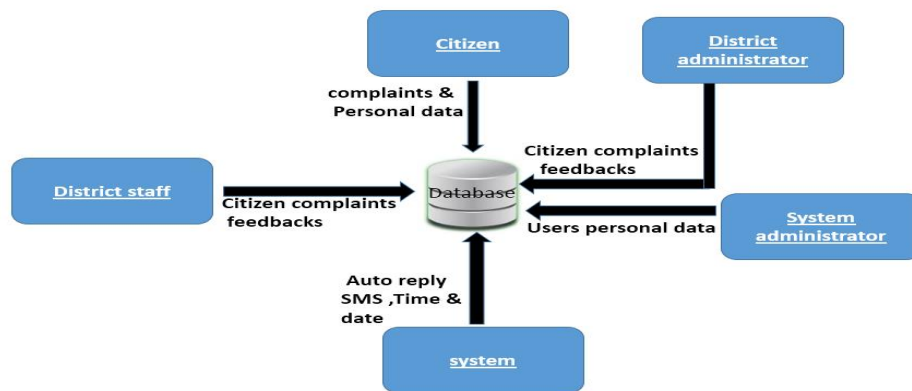 Citizen
District
administrator
complaints &
Personal data
Citizen complaints
feedbacks
Database
District staff
Citizen complaints
feedbacks
Users personal data
System
administrator
Auto reply
SMS ,Time &
date
system